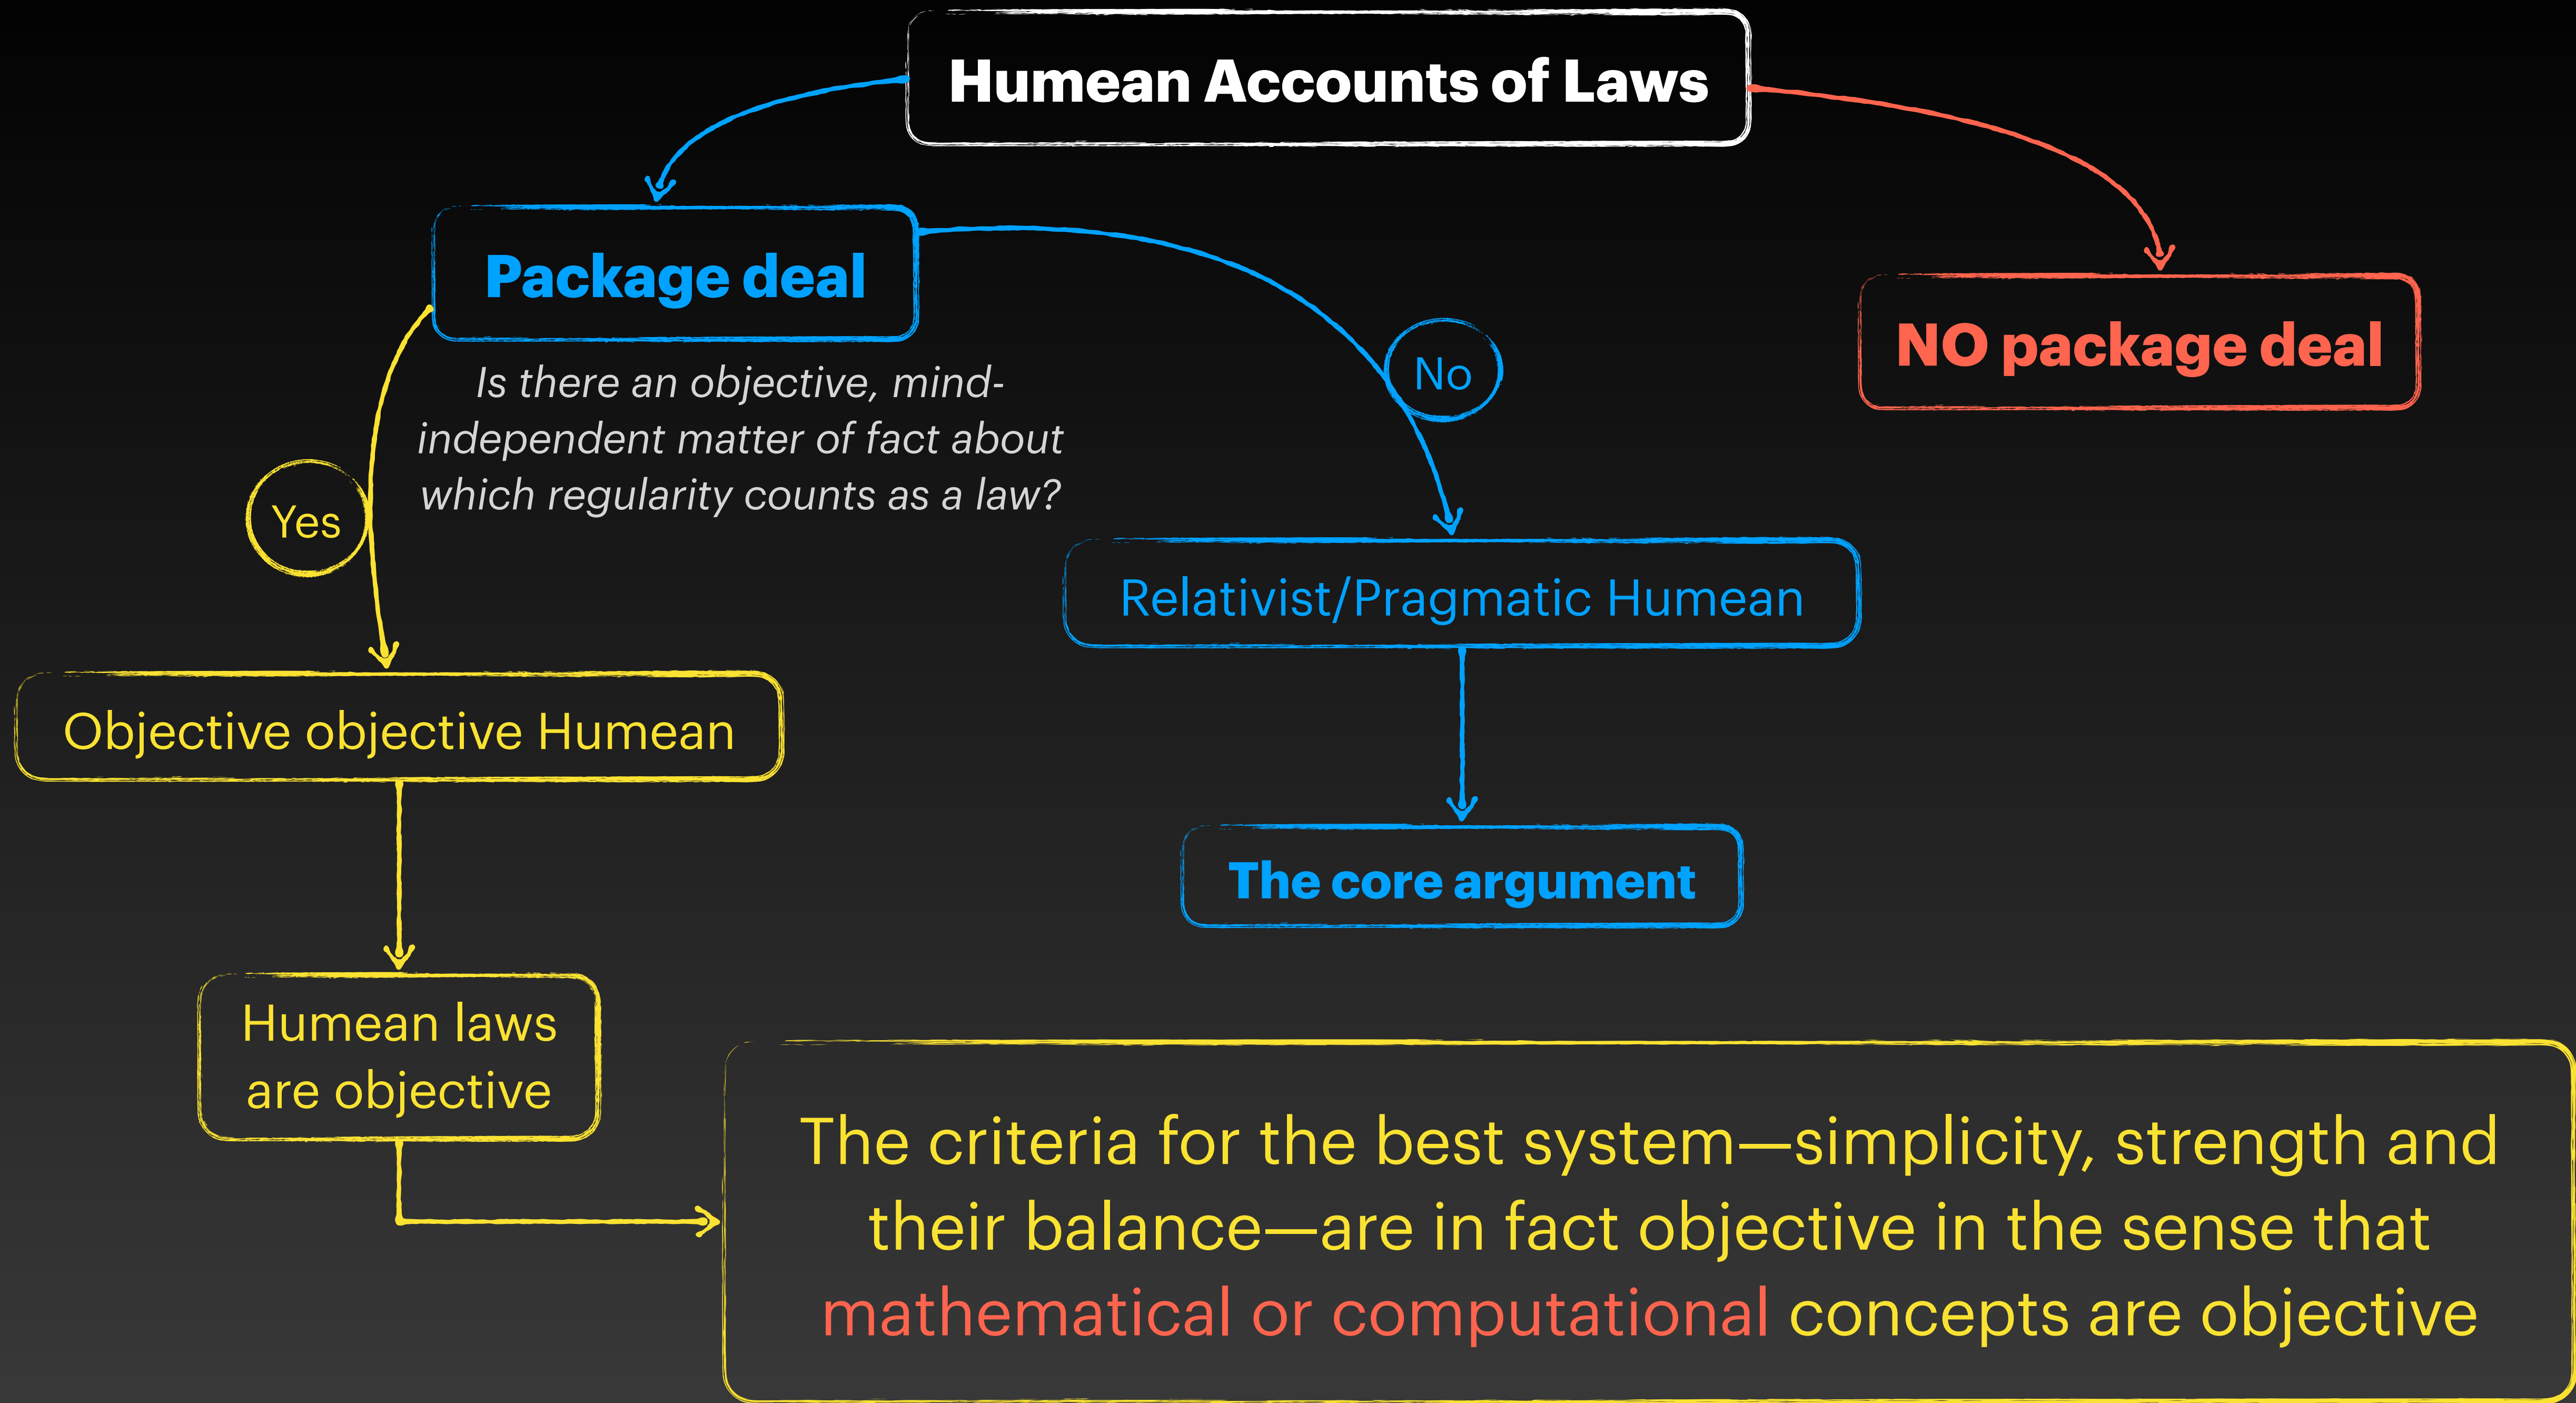 Humean Accounts of Laws
Package deal
NO package deal
Is there an objective, mind-
independent matter of fact about
which regularity counts as a law?
No
Yes
Relativist/Pragmatic Humean
Objective objective Humean
The core argument
Humean laws
are objective
The criteria for the best system—simplicity, strength and
their balance—are in fact objective in the sense that
mathematical or computational concepts are objective